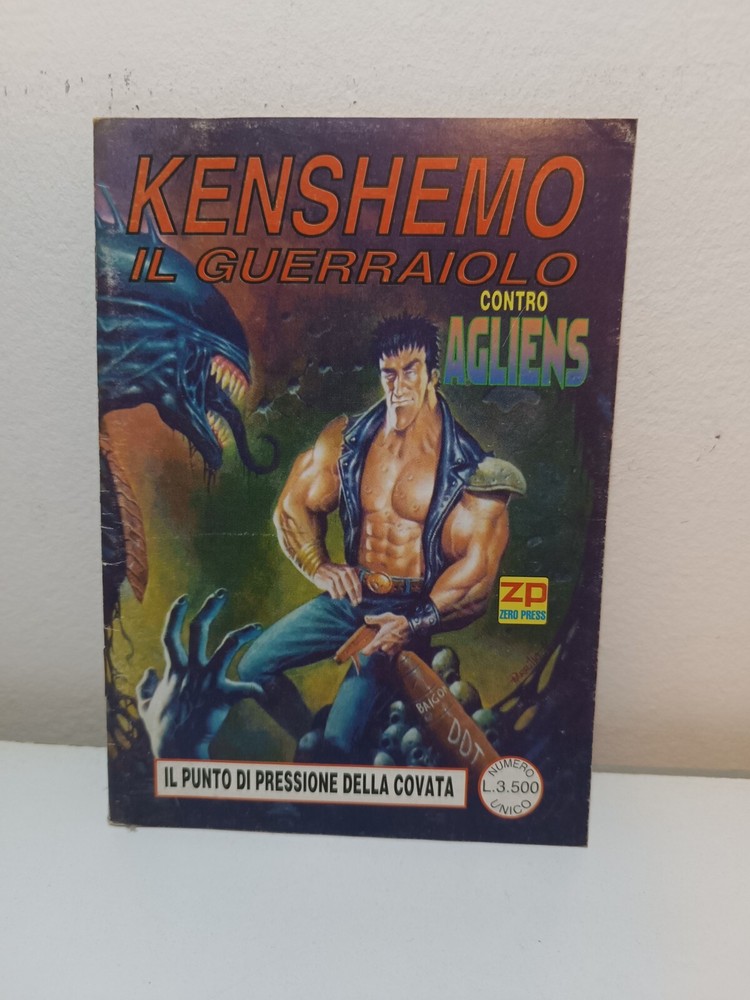 KENSHEMO
IL GUERRAIOLO
CONTRO
AGLIENS
ZP
ZERO PRESS
BAIGON
DDT
IL PUNTO DI PRESSIONE DELLA COVATA
NUMERO
L.3.500
UNICO